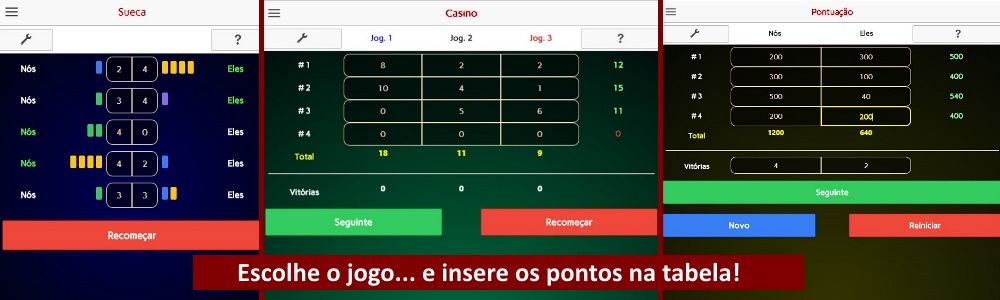 Sueca
?
Nós 2 4 Eles
Nós 3 4 Eles
Nós 4 0 Eles
Nós 4 2 Eles
Nós 3 3 Eles
Recomeçar
Casino
Jog. 1 Jog. 2 Jog. 3 ?
#1 8 2 2 12
#2 10 4 1 15
#3 0 5 6 11
#4 0 0 0 0
Total 18 11 9
Vitórias 0 0 0
Seguinte Recomeçar
Pontuação
Nós Eles ?
#1 200 300 500
#2 300 100 400
#3 500 40 540
#4 200 200 400
Total 1200 640
Vitórias 4 2
Seguinte
Novo Reiniciar
Escolhe o jogo... e insere os pontos na tabela!